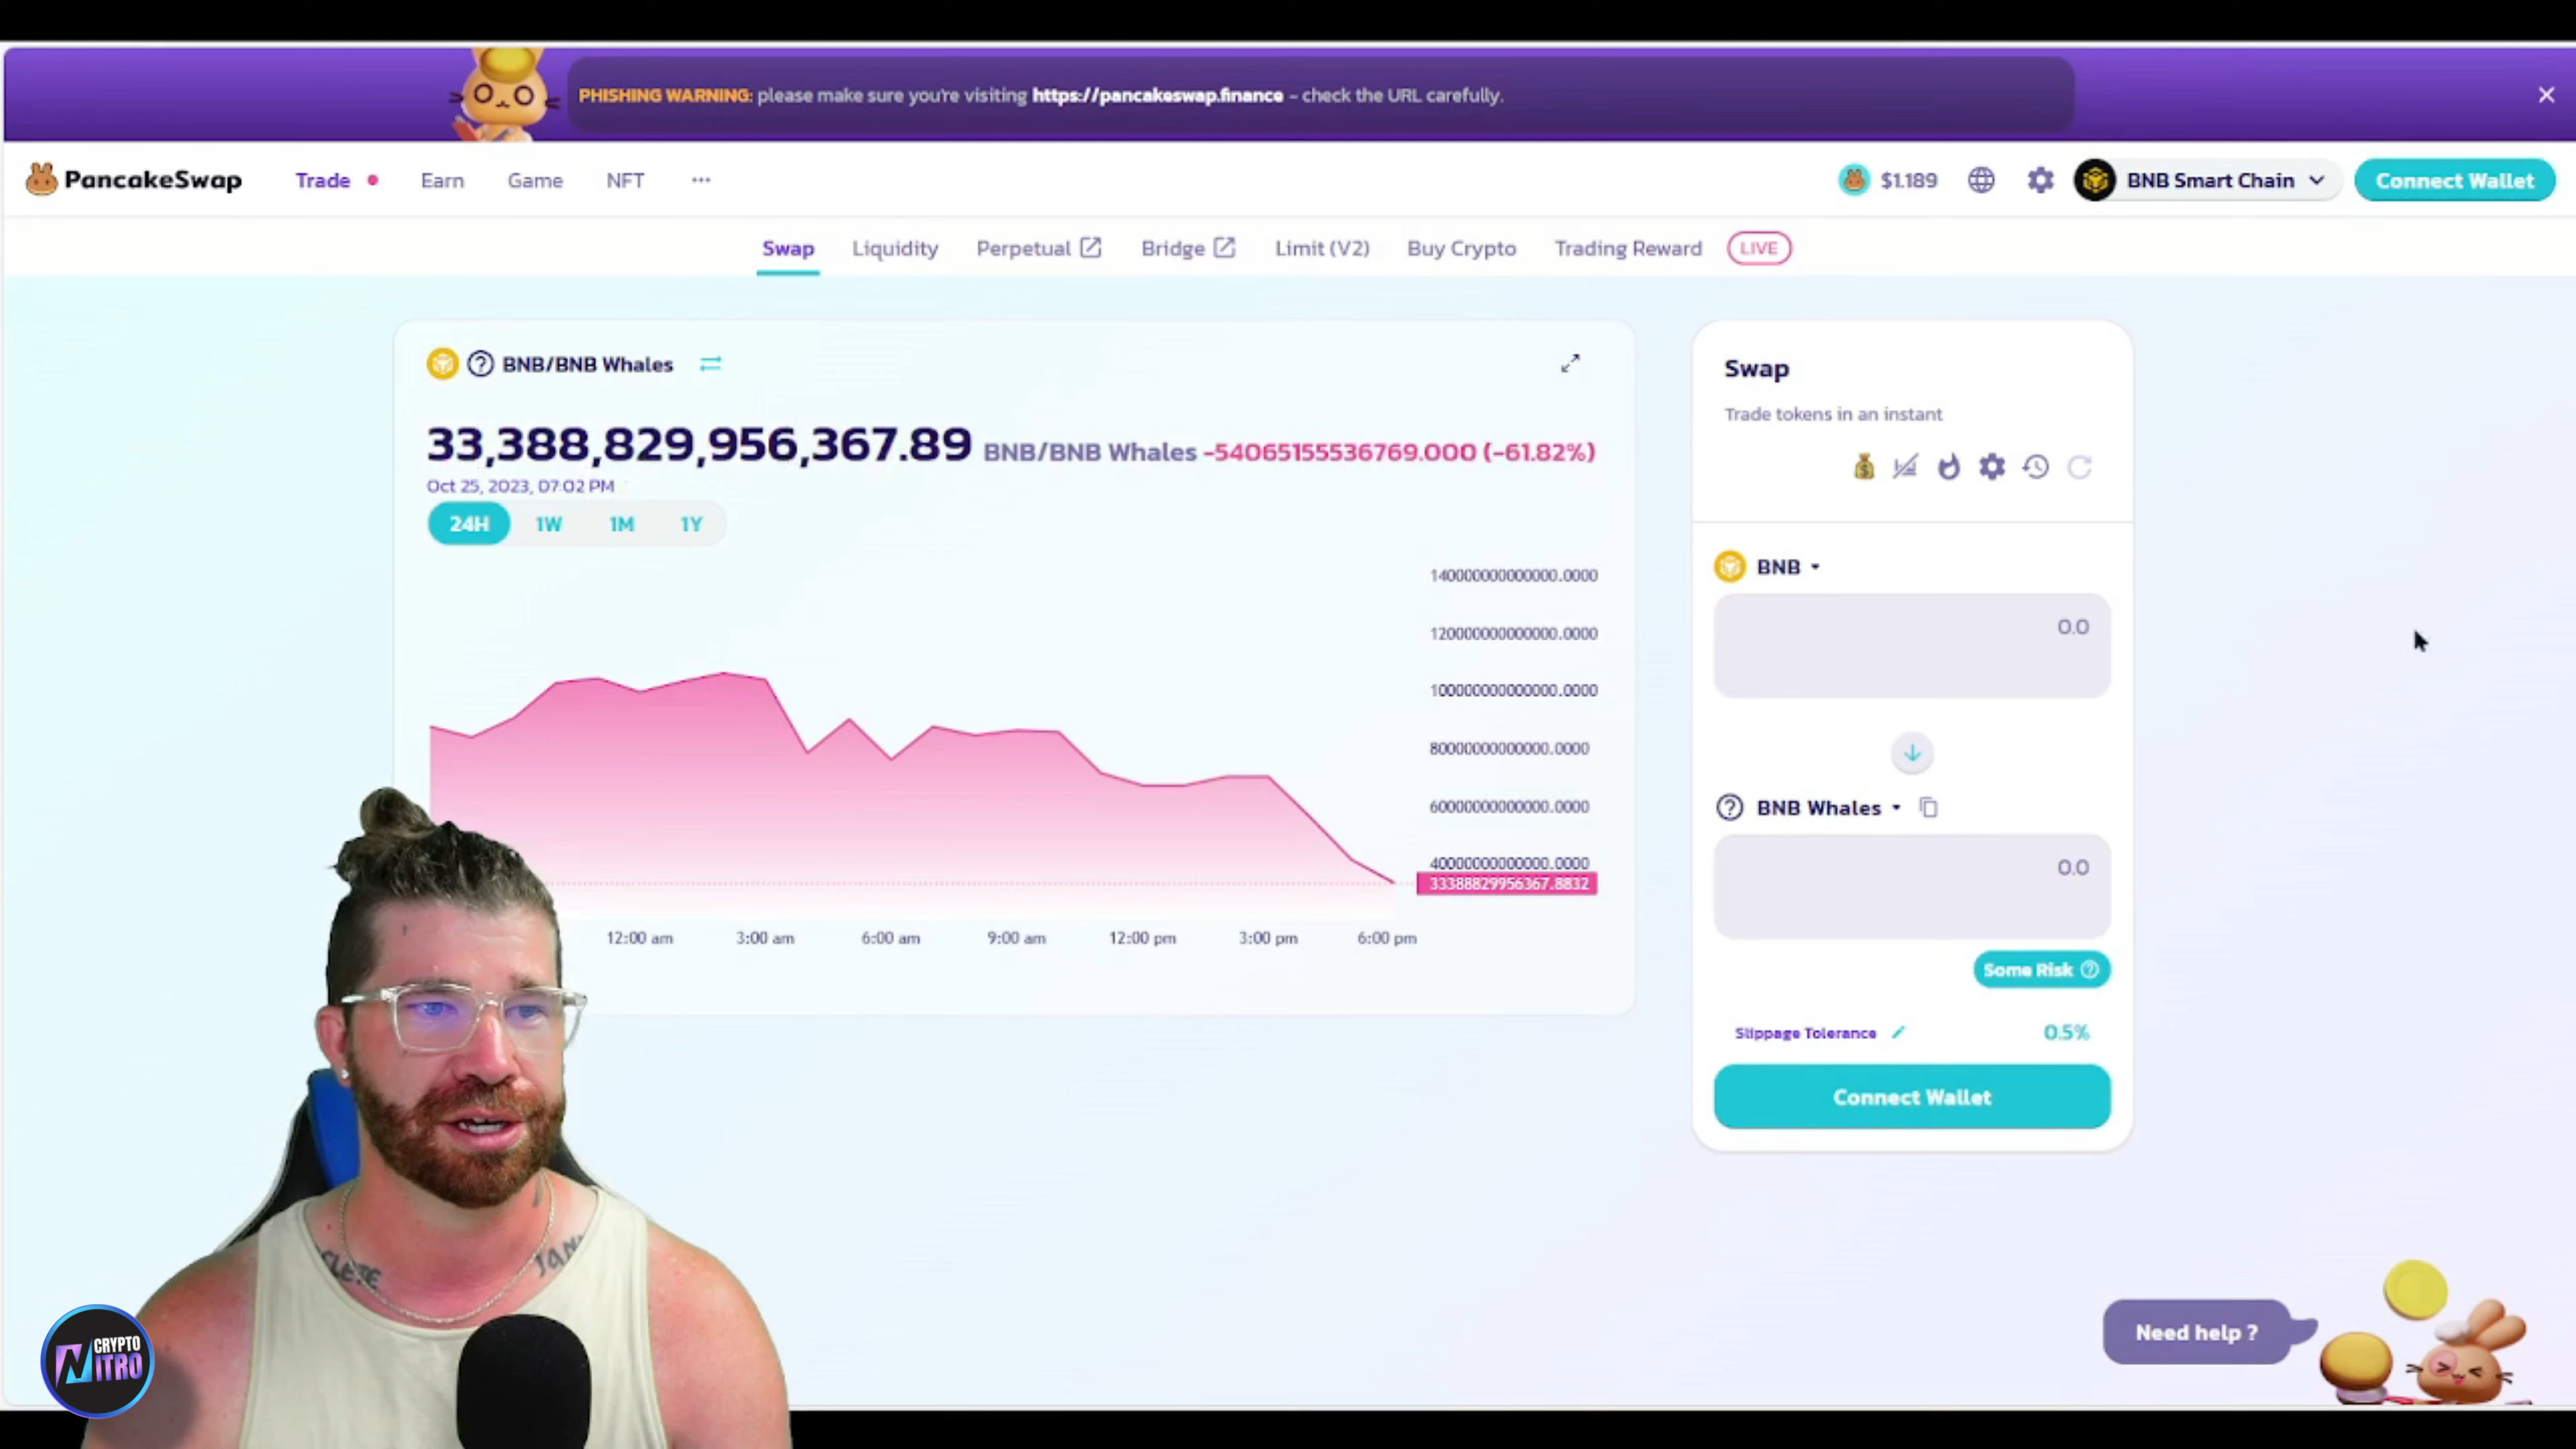 PHISHING WARNING: please make sure you're visiting https://pancakeswap.finance - check the URL carefully.
PancakeSwap Trade Earn Game NFT ... $1.189 BNB Smart Chain Connect Wallet
Swap Liquidity Perpetual Bridge Limit (V2) Buy Crypto Trading Reward LIVE
BNB/BNB Whales
33,388,829,956,367.89 BNB/BNB Whales -54065155536769.000 (-61.82%)
Oct 25, 2023, 07:02 PM
24H 1W 1M 1Y
140000000000000.0000
120000000000000.0000
100000000000000.0000
80000000000000.0000
60000000000000.0000
40000000000000.0000
33388829956367.8832
12:00 am 3:00 am 6:00 am 9:00 am 12:00 pm 3:00 pm 6:00 pm
Swap
Trade tokens in an instant
BNB
0.0
BNB Whales
0.0
Some Risk
Slippage Tolerance 0.5%
Connect Wallet
Need help ?
CRYPTO
NITRO